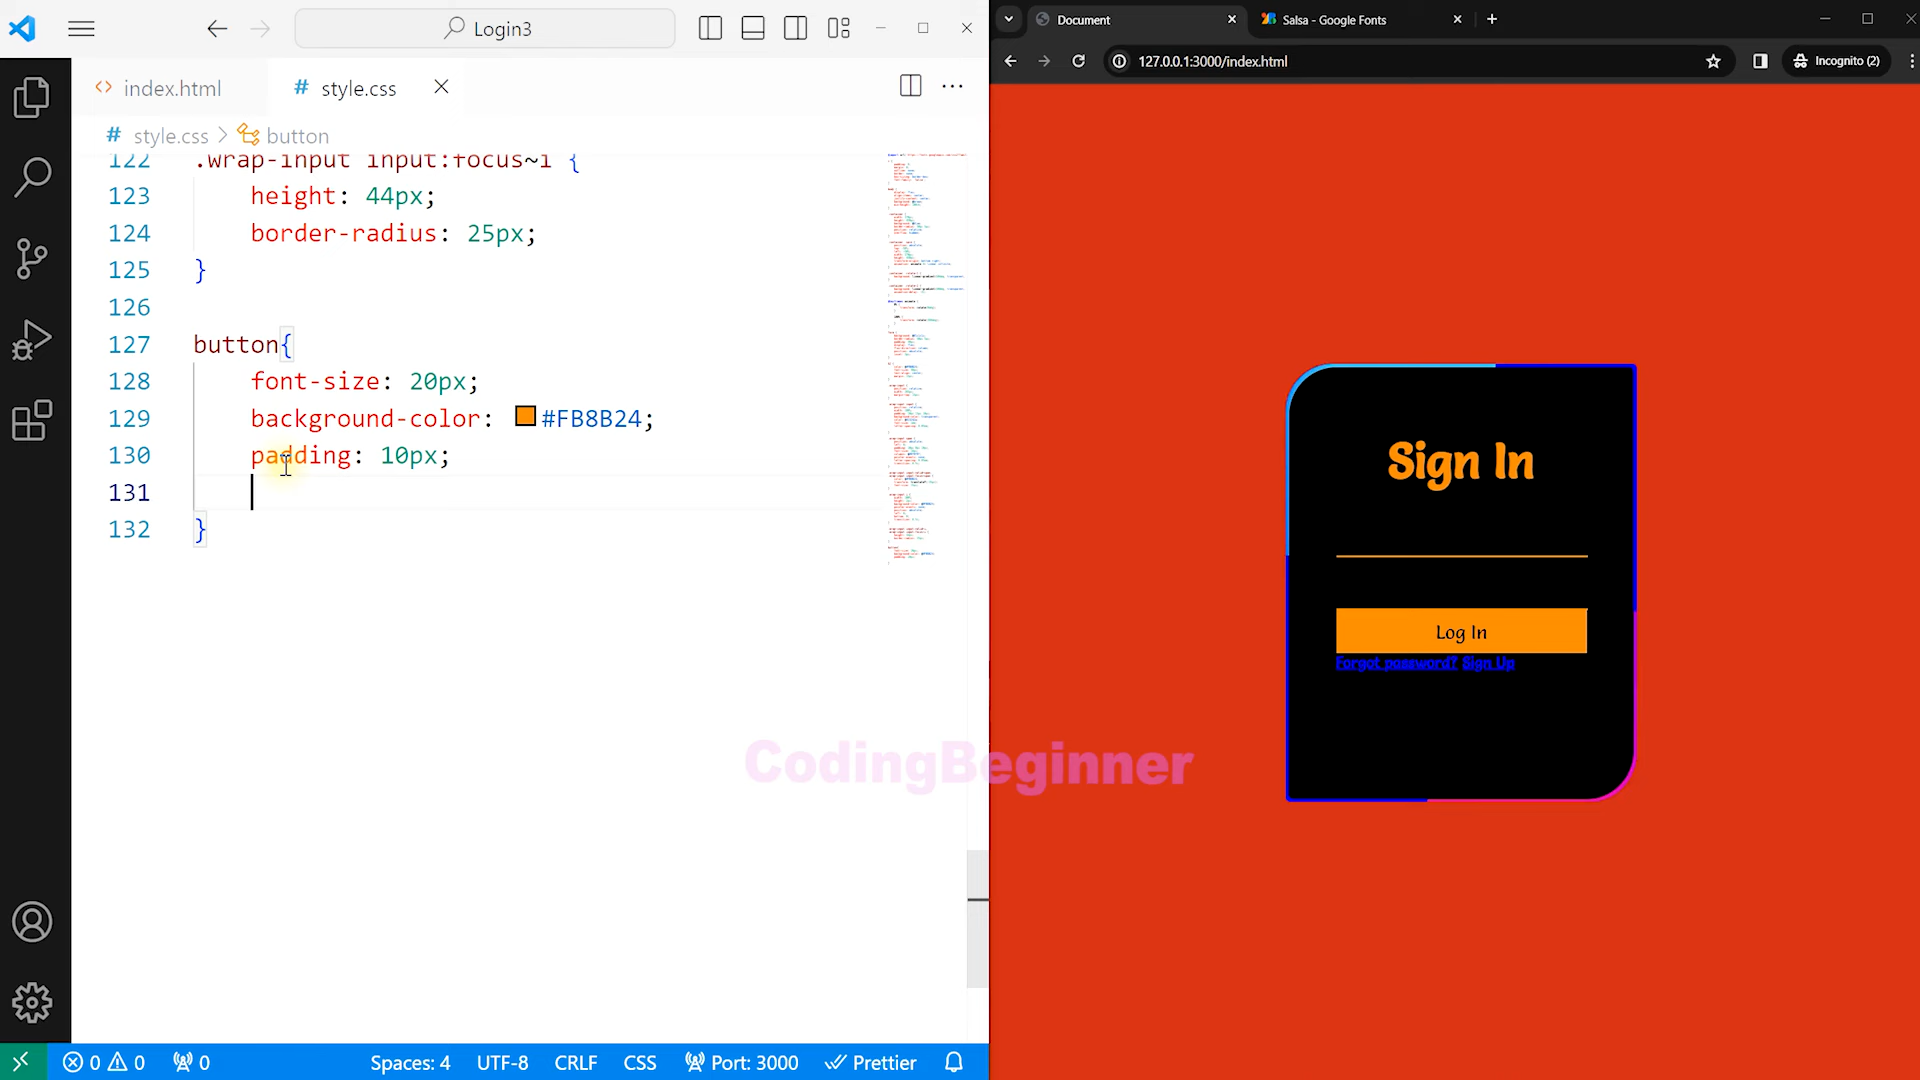 Login3
index.html
# style.css
# style.css > button
122 .wrap-input input:focus~i {
123 height: 44px;
124 border-radius: 25px;
125 }
126
127 button{
128 font-size: 20px;
129 background-color: #FB8B24;
130 padding: 10px;
131
132 }
0 0 0
Spaces: 4 UTF-8 CRLF CSS Port: 3000 Prettier
Document
Salsa - Google Fonts
127.0.0.1:3000/index.html
Incognito (2)
Sign In
Log In
Forgot password? Sign Up
CodingBeginner